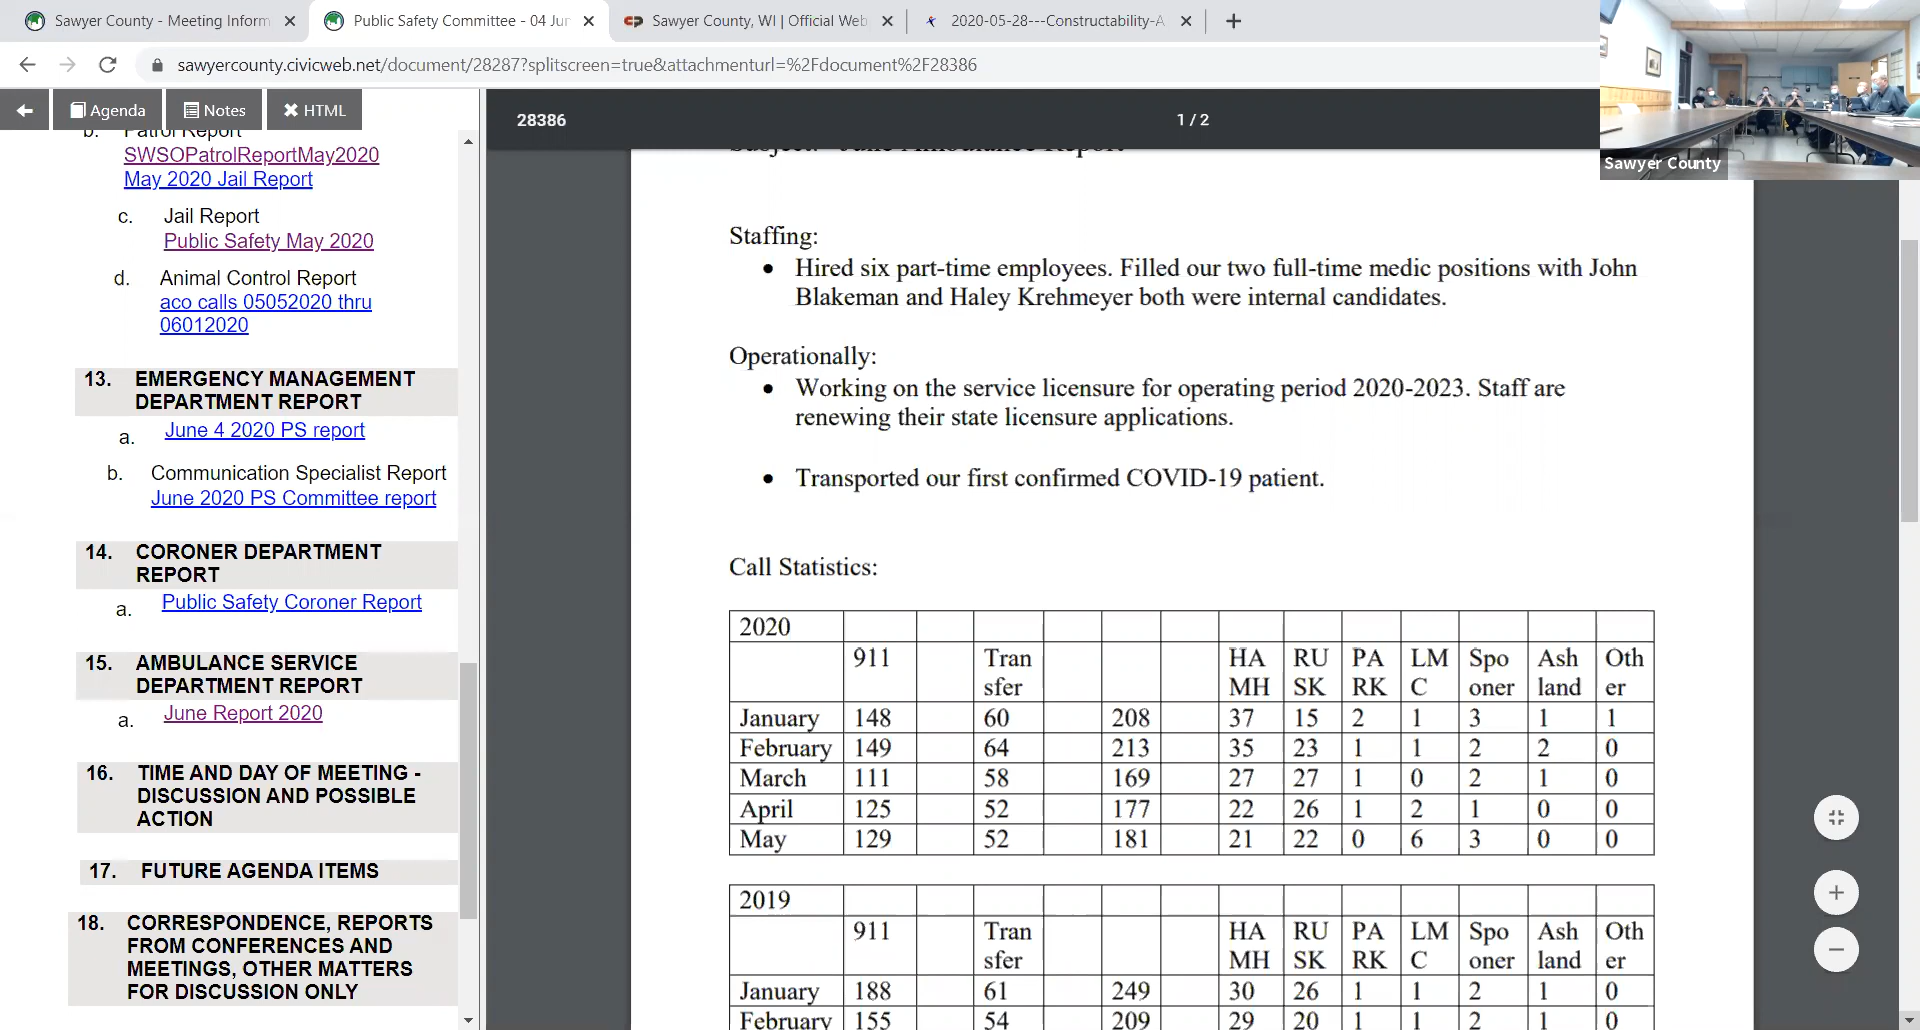 Sawyer County - Meeting Inform
Public Safety Committee - 04 Jun
Sawyer County, WI | Official Web
2020-05-28---Constructability-A
sawyercounty.civicweb.net/document/28287?splitscreen=true&attachmenturl=%2Fdocument%2F28386
Agenda
Notes
HTML
28386
1 / 2
Sawyer County
b. Patrol Report
SWSOPatrolReportMay2020
May 2020 Jail Report
c. Jail Report
Public Safety May 2020
d. Animal Control Report
aco calls 05052020 thru
06012020
13. EMERGENCY MANAGEMENT
DEPARTMENT REPORT
a. June 4 2020 PS report
b. Communication Specialist Report
June 2020 PS Committee report
14. CORONER DEPARTMENT
REPORT
a. Public Safety Coroner Report
15. AMBULANCE SERVICE
DEPARTMENT REPORT
a. June Report 2020
16. TIME AND DAY OF MEETING -
DISCUSSION AND POSSIBLE
ACTION
17. FUTURE AGENDA ITEMS
18. CORRESPONDENCE, REPORTS
FROM CONFERENCES AND
MEETINGS, OTHER MATTERS
FOR DISCUSSION ONLY
Subject: June Ambulance Report
Staffing:
• Hired six part-time employees. Filled our two full-time medic positions with John
Blakeman and Haley Krehmeyer both were internal candidates.
Operationally:
• Working on the service licensure for operating period 2020-2023. Staff are
renewing their state licensure applications.
• Transported our first confirmed COVID-19 patient.
Call Statistics:
2020
911 Tran HA RU PA LM Spo Ash Oth
sfer MH SK RK C oner land er
January 148 60 208 37 15 2 1 3 1 1
February 149 64 213 35 23 1 1 2 2 0
March 111 58 169 27 27 1 0 2 1 0
April 125 52 177 22 26 1 2 1 0 0
May 129 52 181 21 22 0 6 3 0 0
2019
911 Tran HA RU PA LM Spo Ash Oth
sfer MH SK RK C oner land er
January 188 61 249 30 26 1 1 2 1 0
February 155 54 209 29 20 1 1 2 1 0